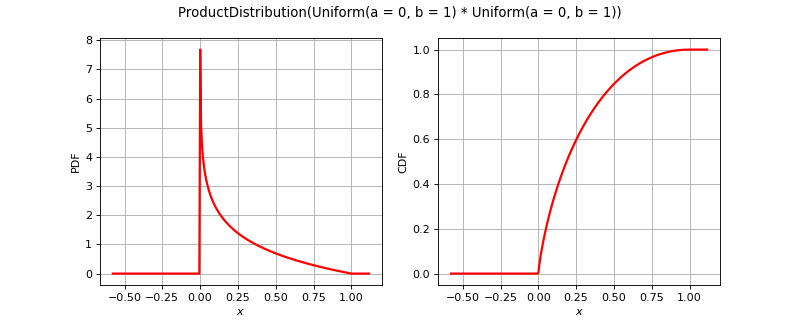 ProductDistribution(Uniform(a = 0, b = 1) * Uniform(a = 0, b = 1))
PDF
8
7
6
5
4
3
2
1
0
−0.50 −0.25 0.00 0.25 0.50 0.75 1.00
x
CDF
1.0
0.8
0.6
0.4
0.2
0.0
−0.50 −0.25 0.00 0.25 0.50 0.75 1.00
x